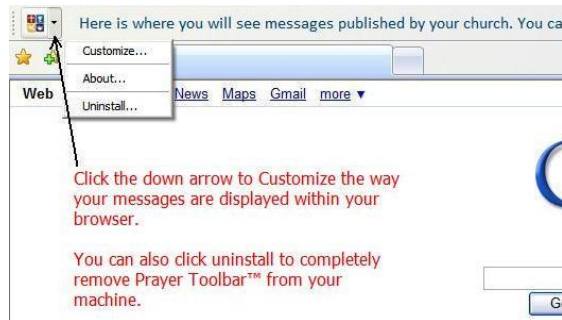 Here is where you will see messages published by your church. You ca
Customize...
About...
Uninstall...
Web News Maps Gmail more ▼
Click the down arrow to Customize the way
your messages are displayed within your
browser.
You can also click uninstall to completely
remove Prayer Toolbar™ from your
machine.
G